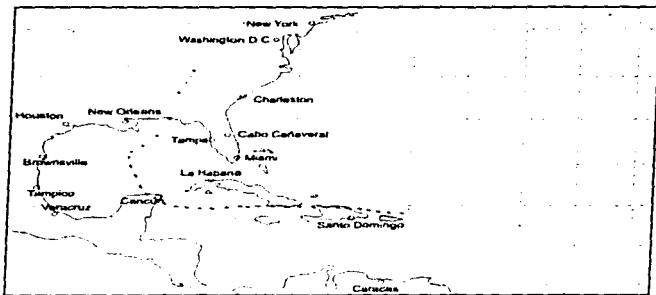 New York
Washington D C
Charleston
New Orleans
Houston
Cabo Cañaveral
Tampa
Miami
Brownsville
La Habana
Tampico
Cancún
Veracruz
Santo Domingo
Caracas